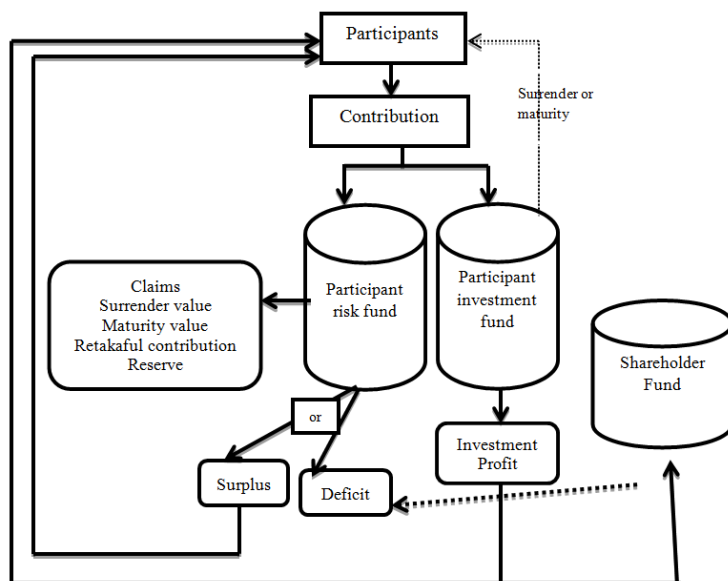 Participants
Surrender or
maturity
Contribution
Claims
Surrender value
Maturity value
Retakaful contribution
Reserve
Participant
risk fund
Participant
investment
fund
Shareholder
Fund
or
Investment
Profit
Surplus
Deficit